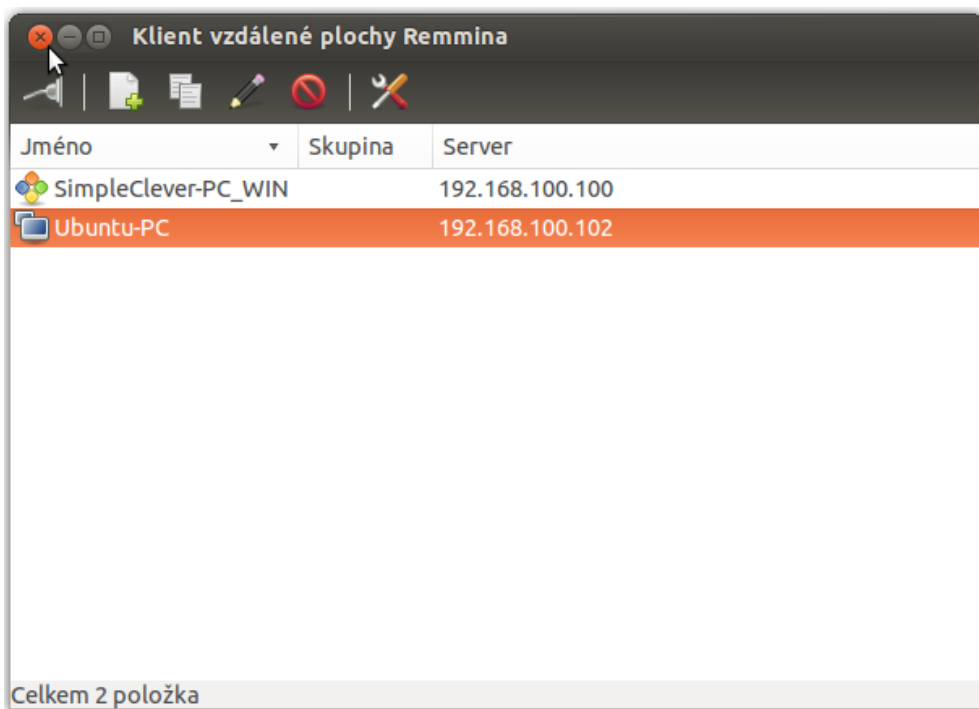 Klient vzdálené plochy Remmina
Jméno Skupina Server
SimpleClever-PC_WIN 192.168.100.100
Ubuntu-PC 192.168.100.102
Celkem 2 položka